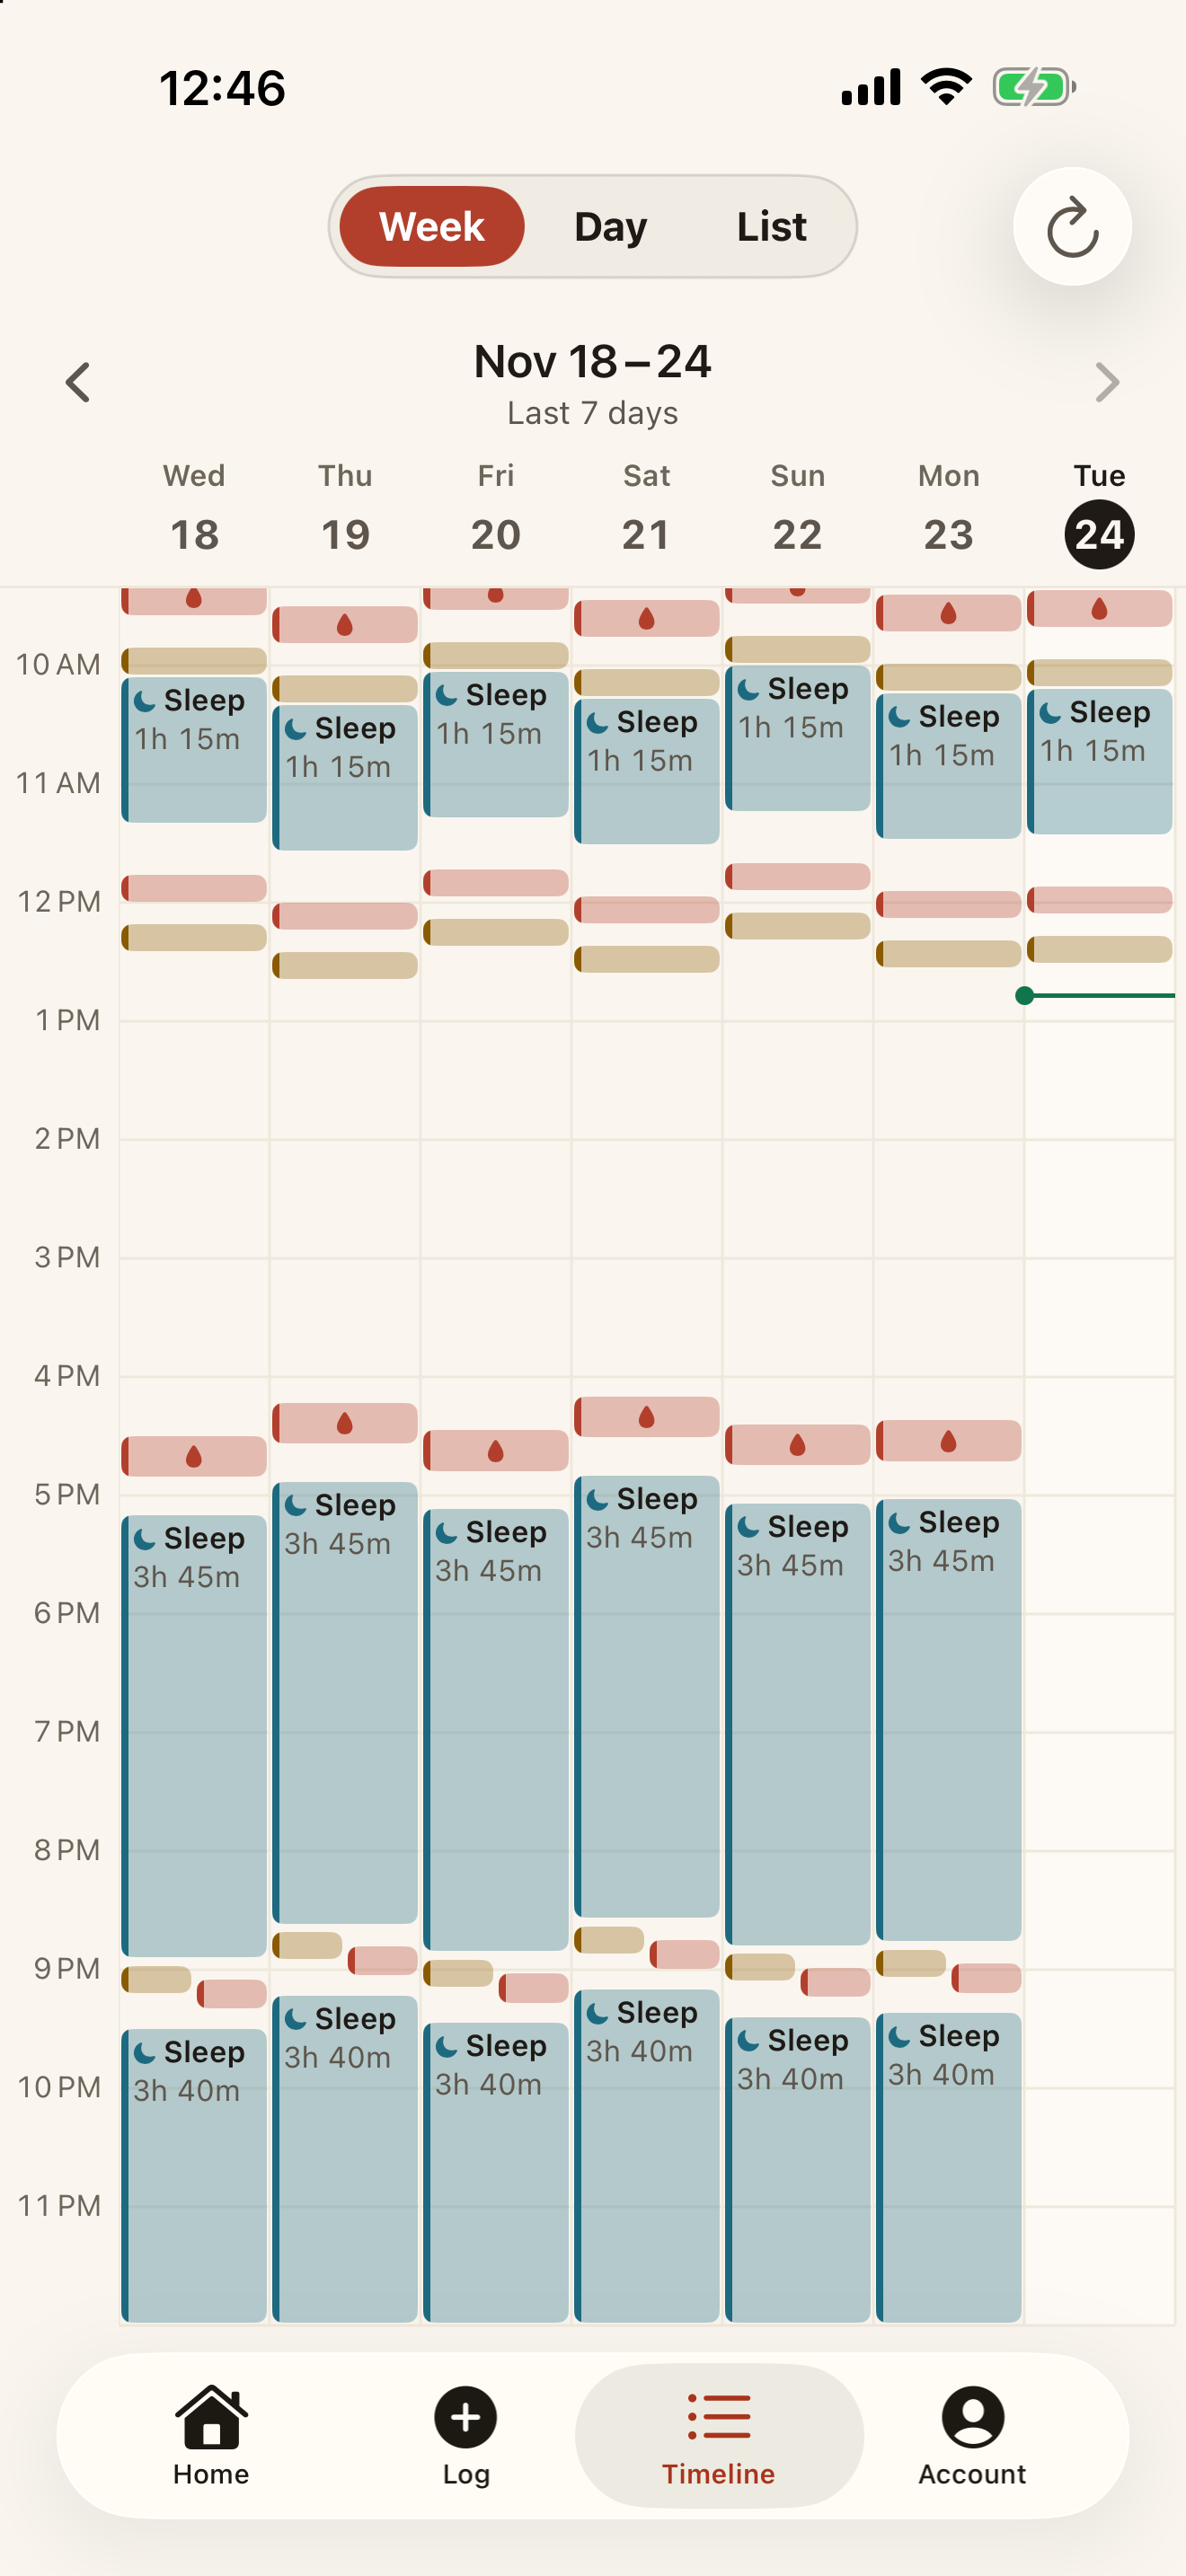 12:46
Week Day List
Nov 18–24
Last 7 days
Wed Thu Fri Sat Sun Mon Tue
18 19 20 21 22 23 24
10 AM
Sleep
1h 15m
Sleep
1h 15m
Sleep
1h 15m
Sleep
1h 15m
Sleep
1h 15m
Sleep
1h 15m
Sleep
1h 15m
11 AM
12 PM
1 PM
2 PM
3 PM
4 PM
5 PM
Sleep
3h 45m
Sleep
3h 45m
Sleep
3h 45m
Sleep
3h 45m
Sleep
3h 45m
Sleep
3h 45m
6 PM
7 PM
8 PM
9 PM
Sleep
3h 40m
Sleep
3h 40m
Sleep
3h 40m
Sleep
3h 40m
Sleep
3h 40m
Sleep
3h 40m
10 PM
11 PM
Home Log Timeline Account